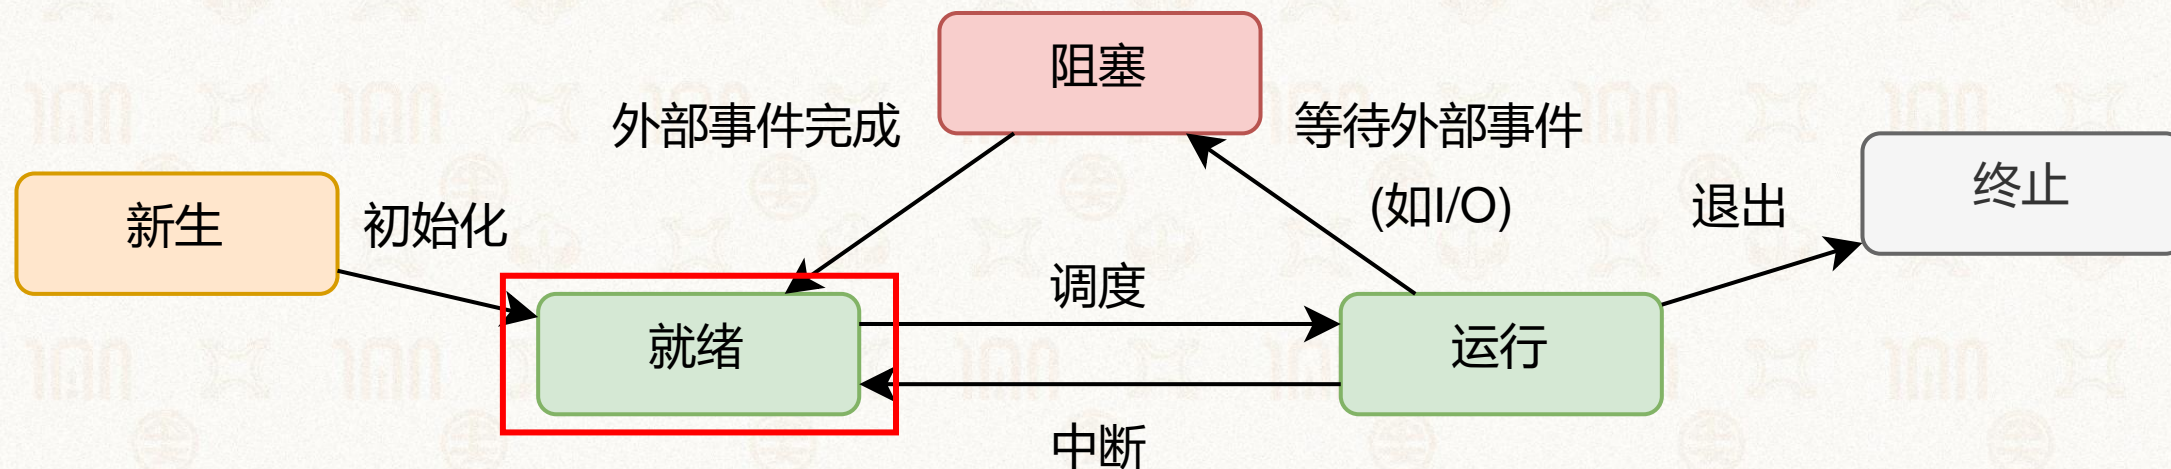 阻塞
外部事件完成
等待外部事件
(如I/O)
新生
初始化
退出
终止
调度
就绪
运行
中断